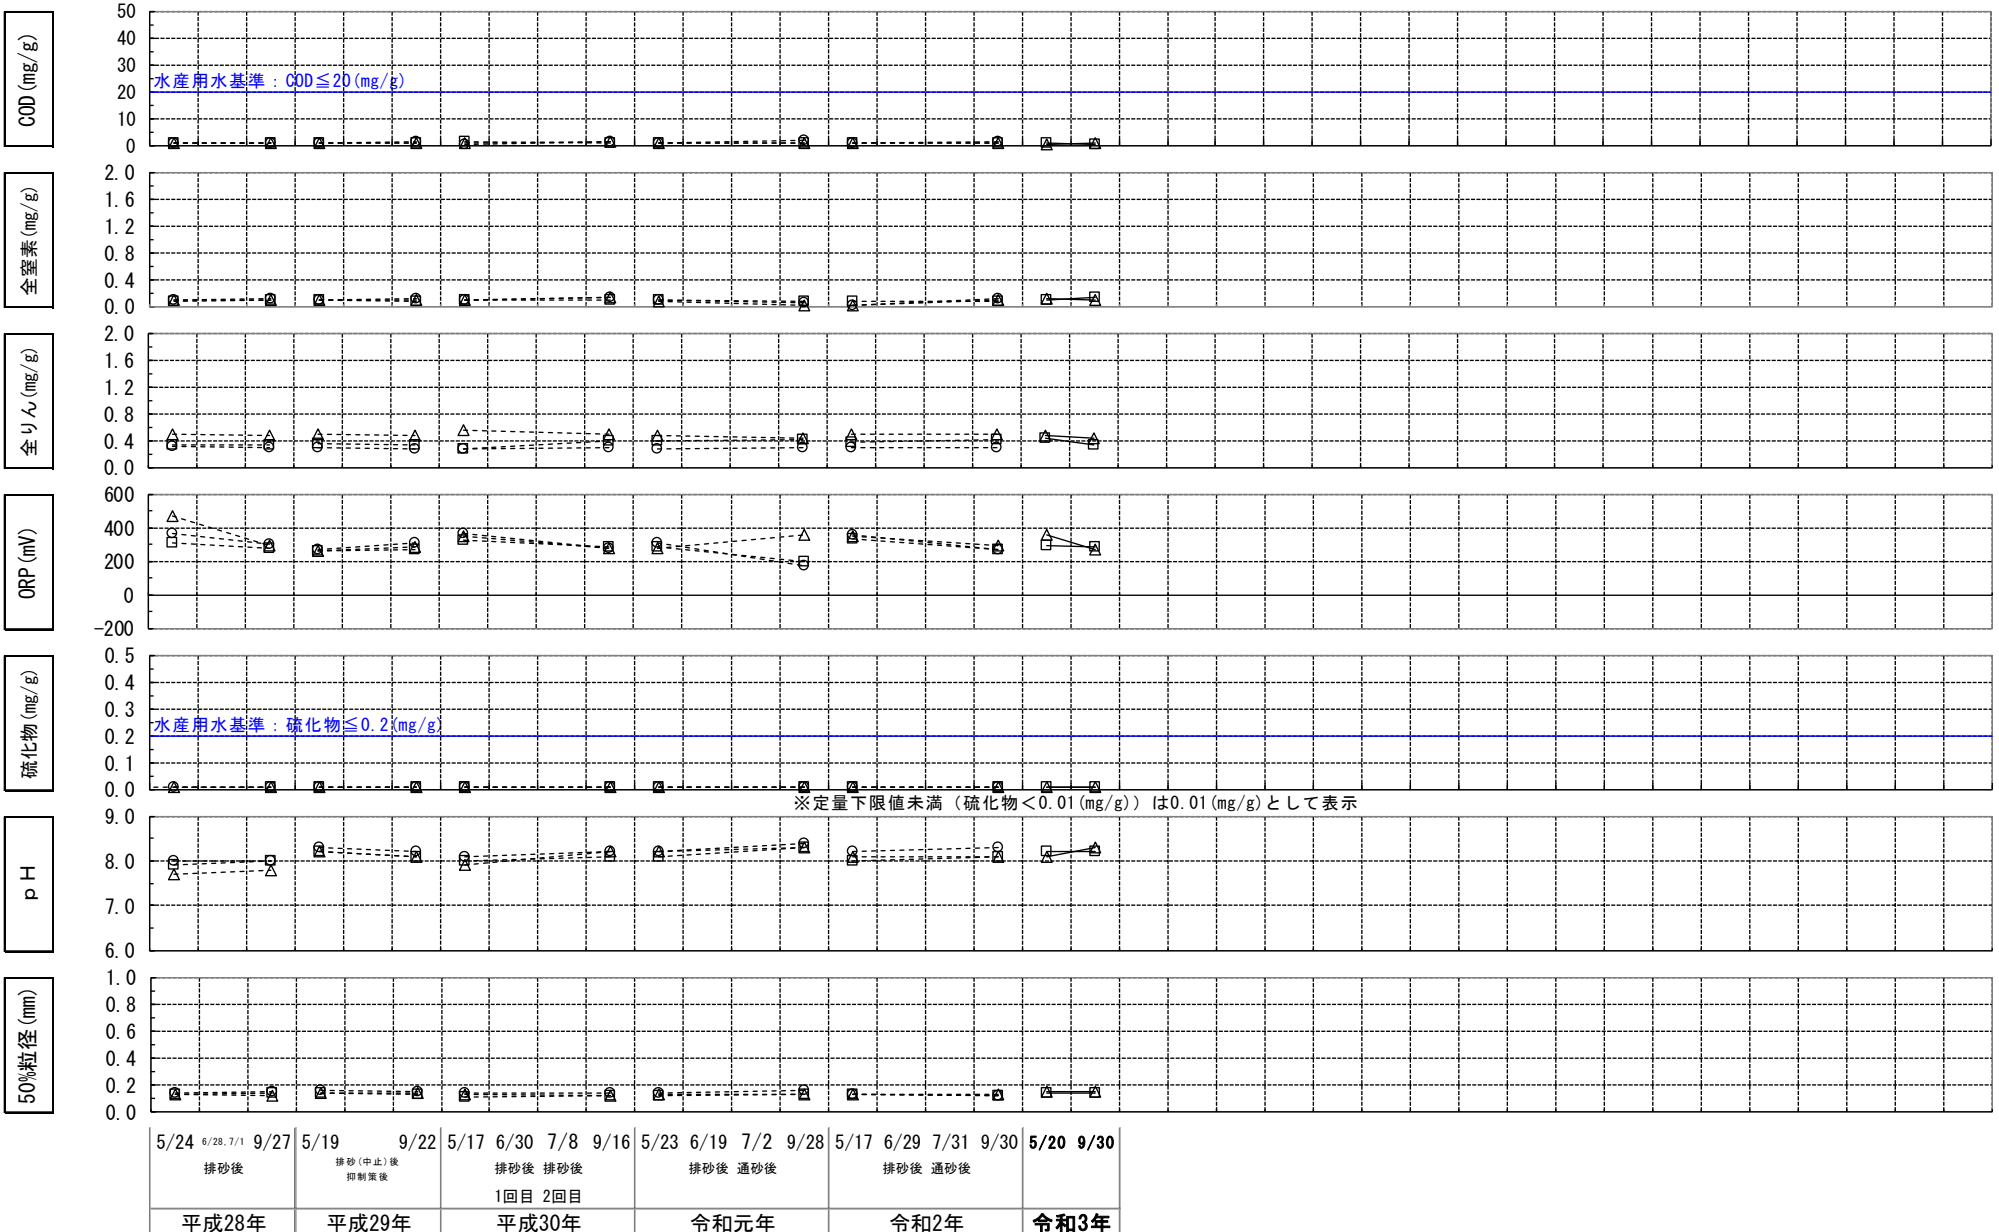 COD(mg/g)
50
40
30
20
10
0
水産用水基準：COD≦20(mg/g)
全窒素(mg/g)
2.0
1.6
1.2
0.8
0.4
0.0
全りん(mg/g)
2.0
1.6
1.2
0.8
0.4
0.0
ORP(mV)
600
400
200
0
-200
硫化物(mg/g)
0.5
0.4
0.3
0.2
0.1
0.0
水産用水基準：硫化物≦0.2(mg/g)
※定量下限値未満（硫化物＜0.01(mg/g)）は0.01(mg/g)として表示
pH
9.0
8.0
7.0
6.0
50%粒径(mm)
1.0
0.8
0.6
0.4
0.2
0.0
5/24 6/28,7/1 9/27 5/19 9/22 5/17 6/30 7/8 9/16 5/23 6/19 7/2 9/28 5/17 6/29 7/31 9/30 5/20 9/30
排砂後 排砂(中止)後 排砂後 排砂後 排砂後 通砂後 排砂後 通砂後
抑制策後
1回目 2回目
平成28年 平成29年 平成30年 令和元年 令和2年 令和3年